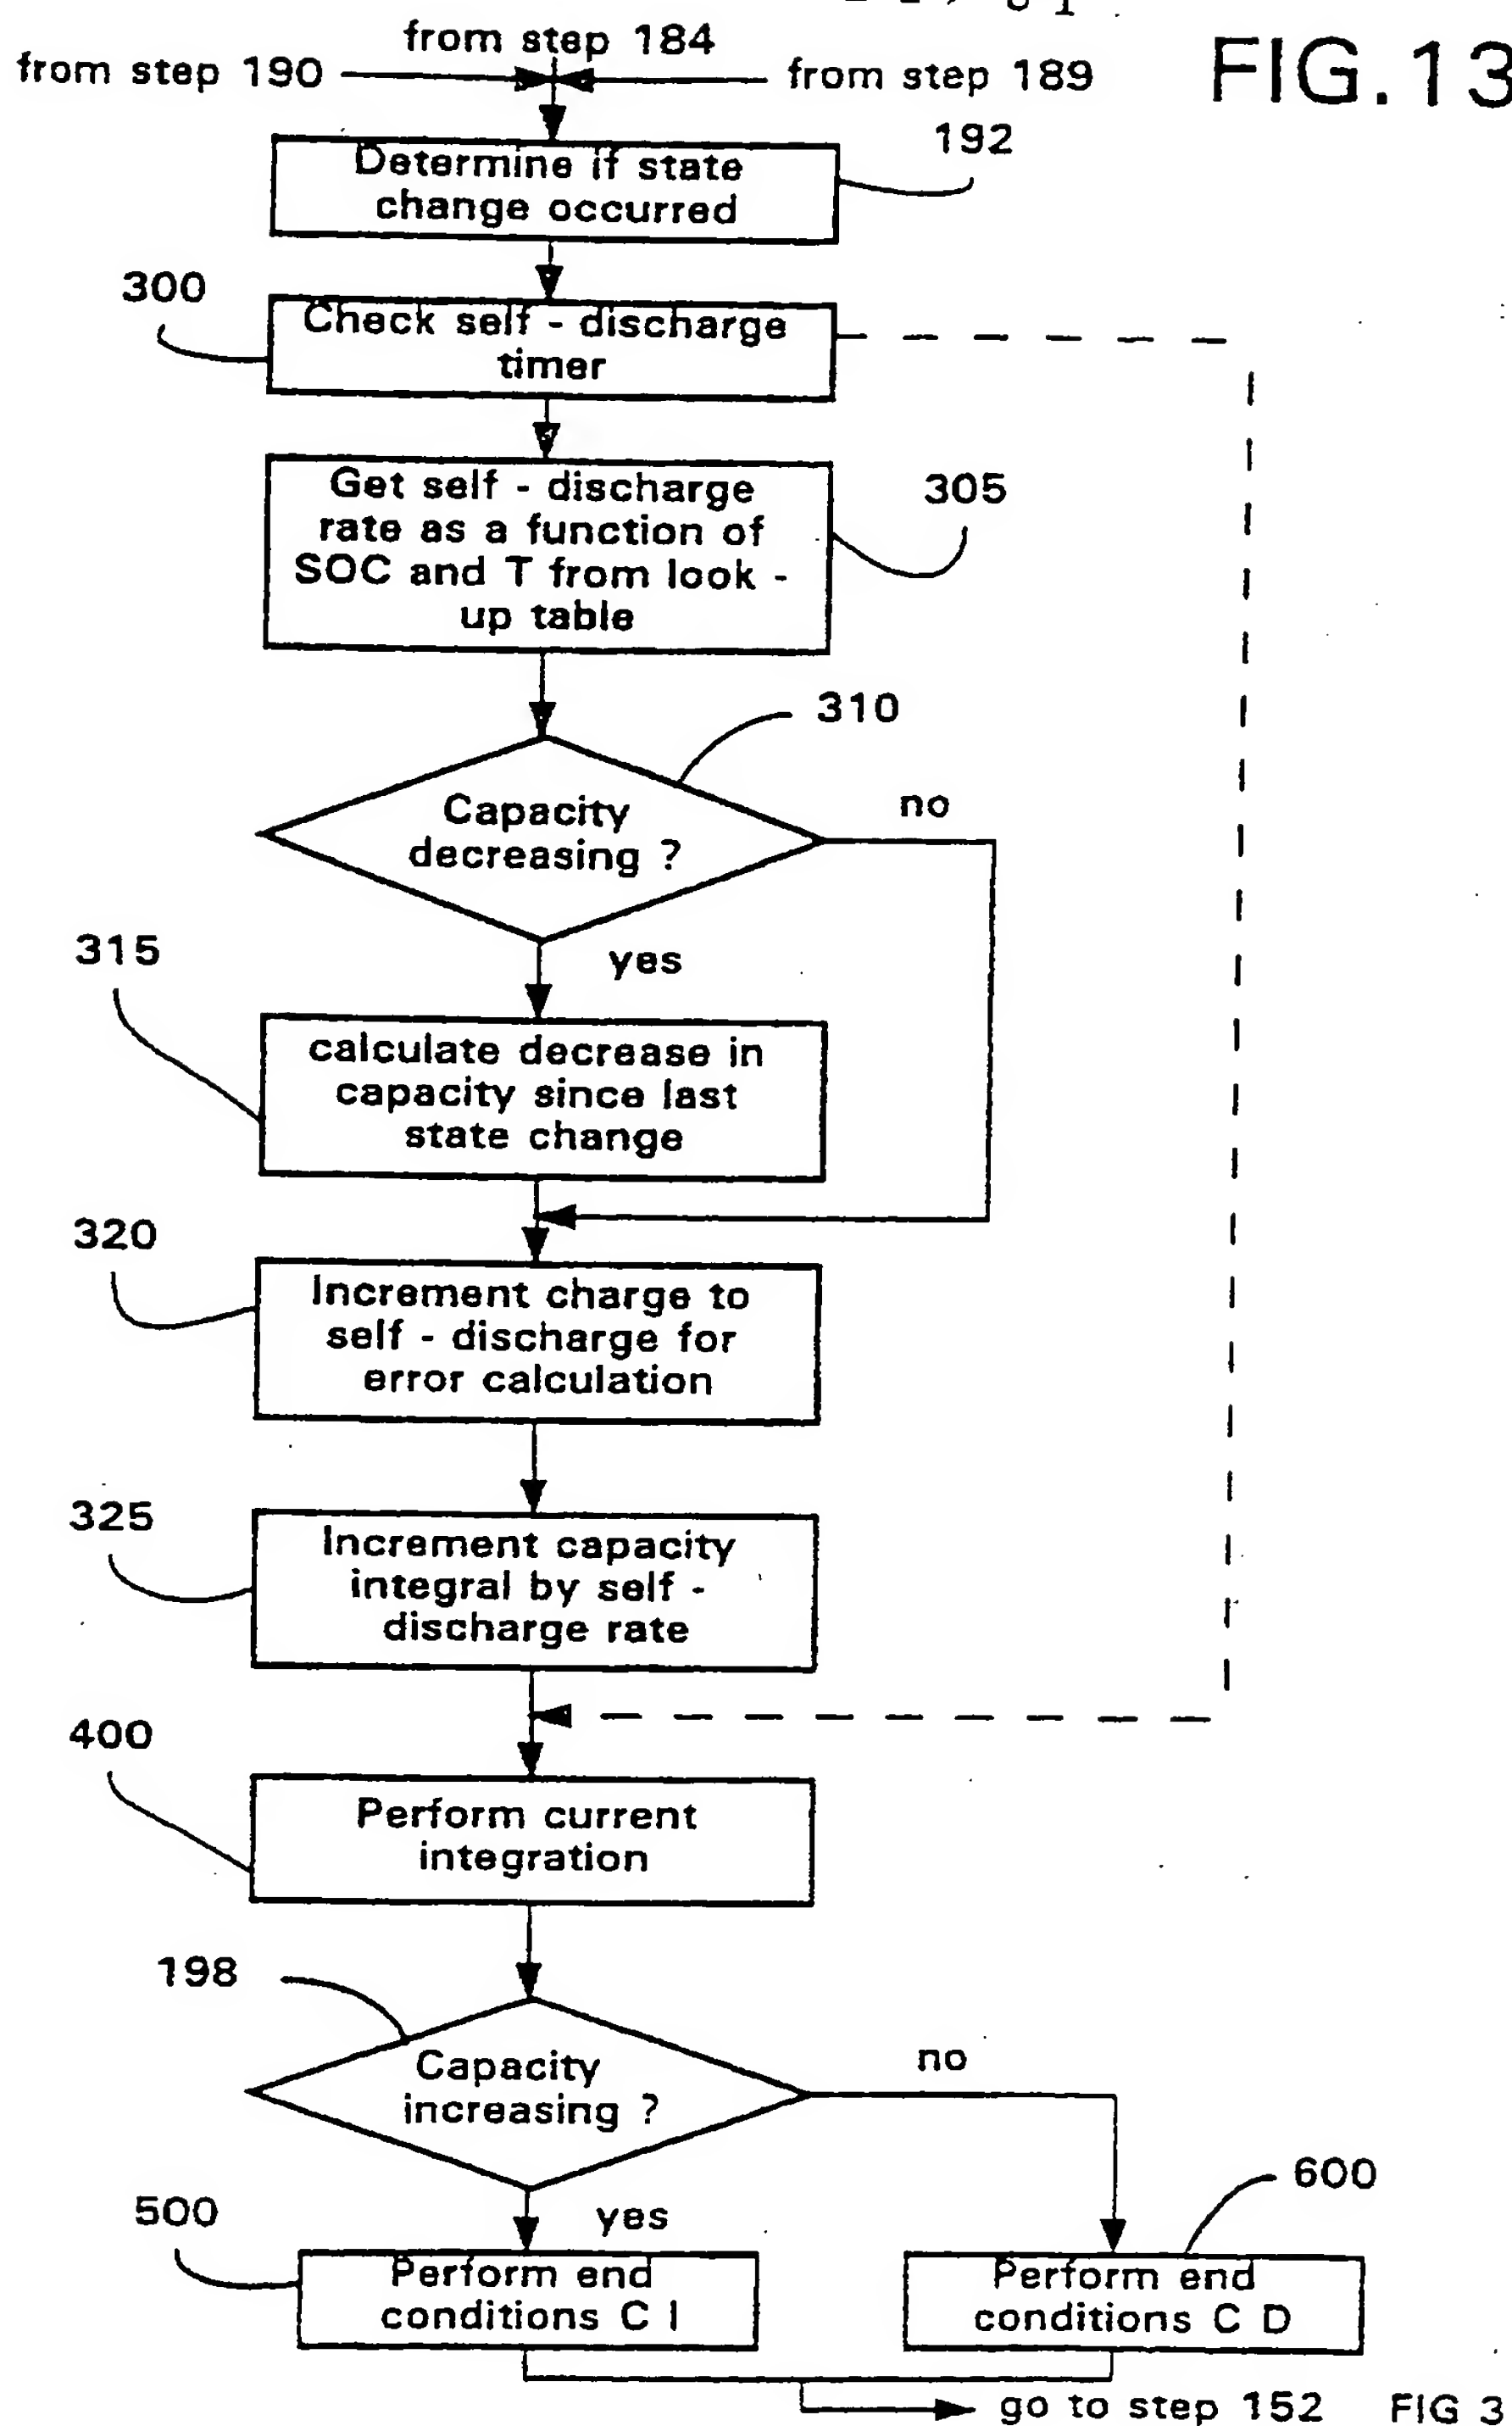 from step 184
from step 190
from step 189
FIG.13
192
Determine if state
change occurred
300
Check self - discharge
timer
305
Get self - discharge
rate as a function of
SOC and T from look -
up table
310
Capacity
decreasing ?
no
yes
315
calculate decrease in
capacity since last
state change
320
Increment charge to
self - discharge for
error calculation
325
Increment capacity
integral by self -
discharge rate
400
Perform current
integration
198
Capacity
increasing ?
no
yes
500
Perform end
conditions C I
600
Perform end
conditions C D
go to step 152 FIG 3